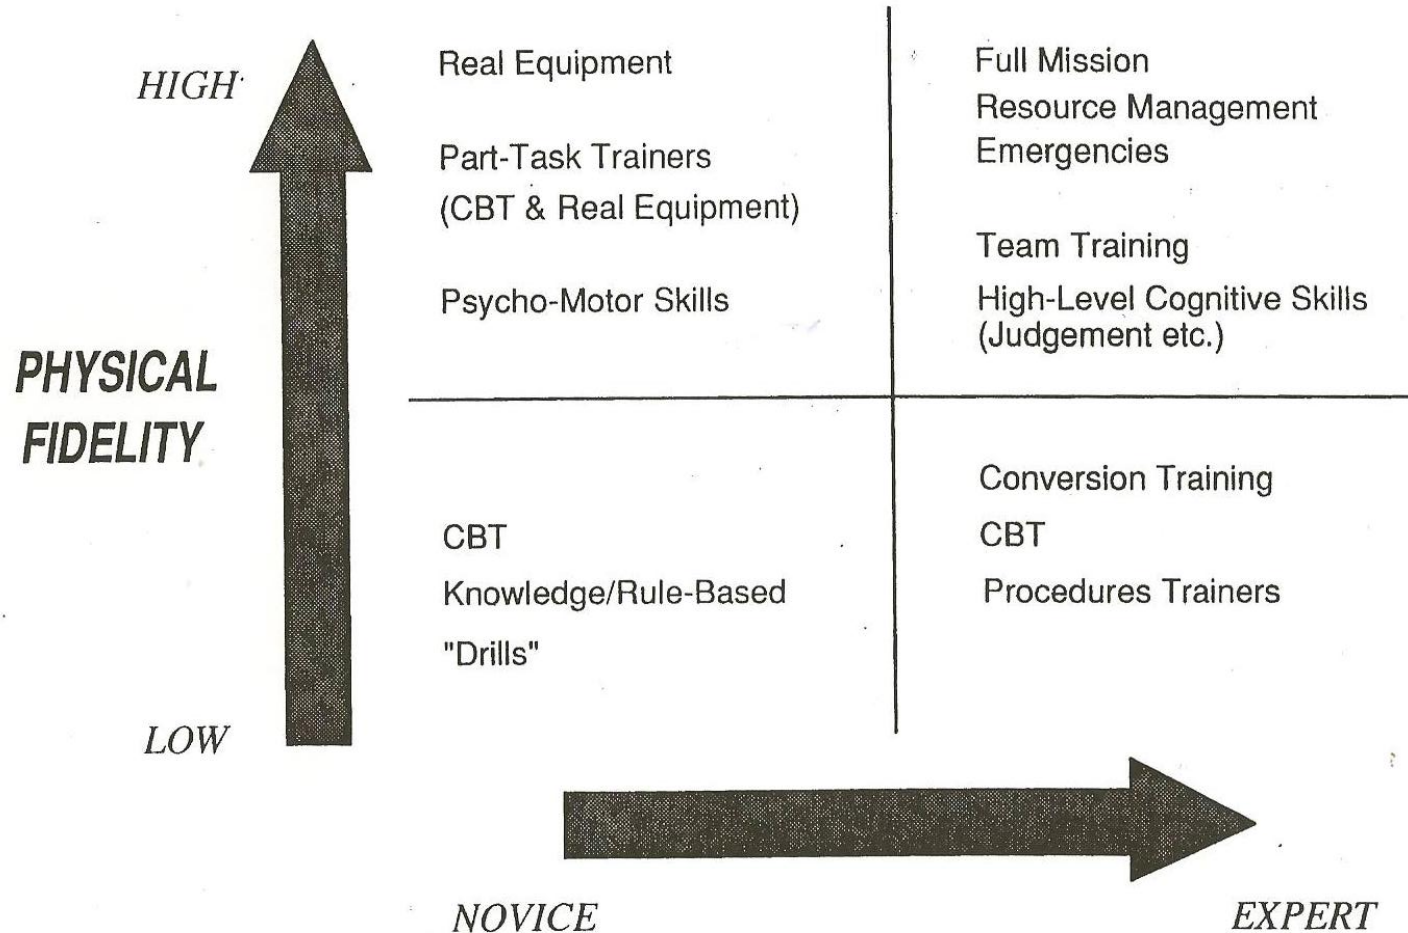 HIGH
Real Equipment
Part-Task Trainers
(CBT & Real Equipment)
Psycho-Motor Skills
Full Mission
Resource Management
Emergencies
Team Training
High-Level Cognitive Skills
(Judgement etc.)
PHYSICAL
FIDELITY
CBT
Knowledge/Rule-Based
"Drills"
Conversion Training
CBT
Procedures Trainers
LOW
NOVICE
EXPERT